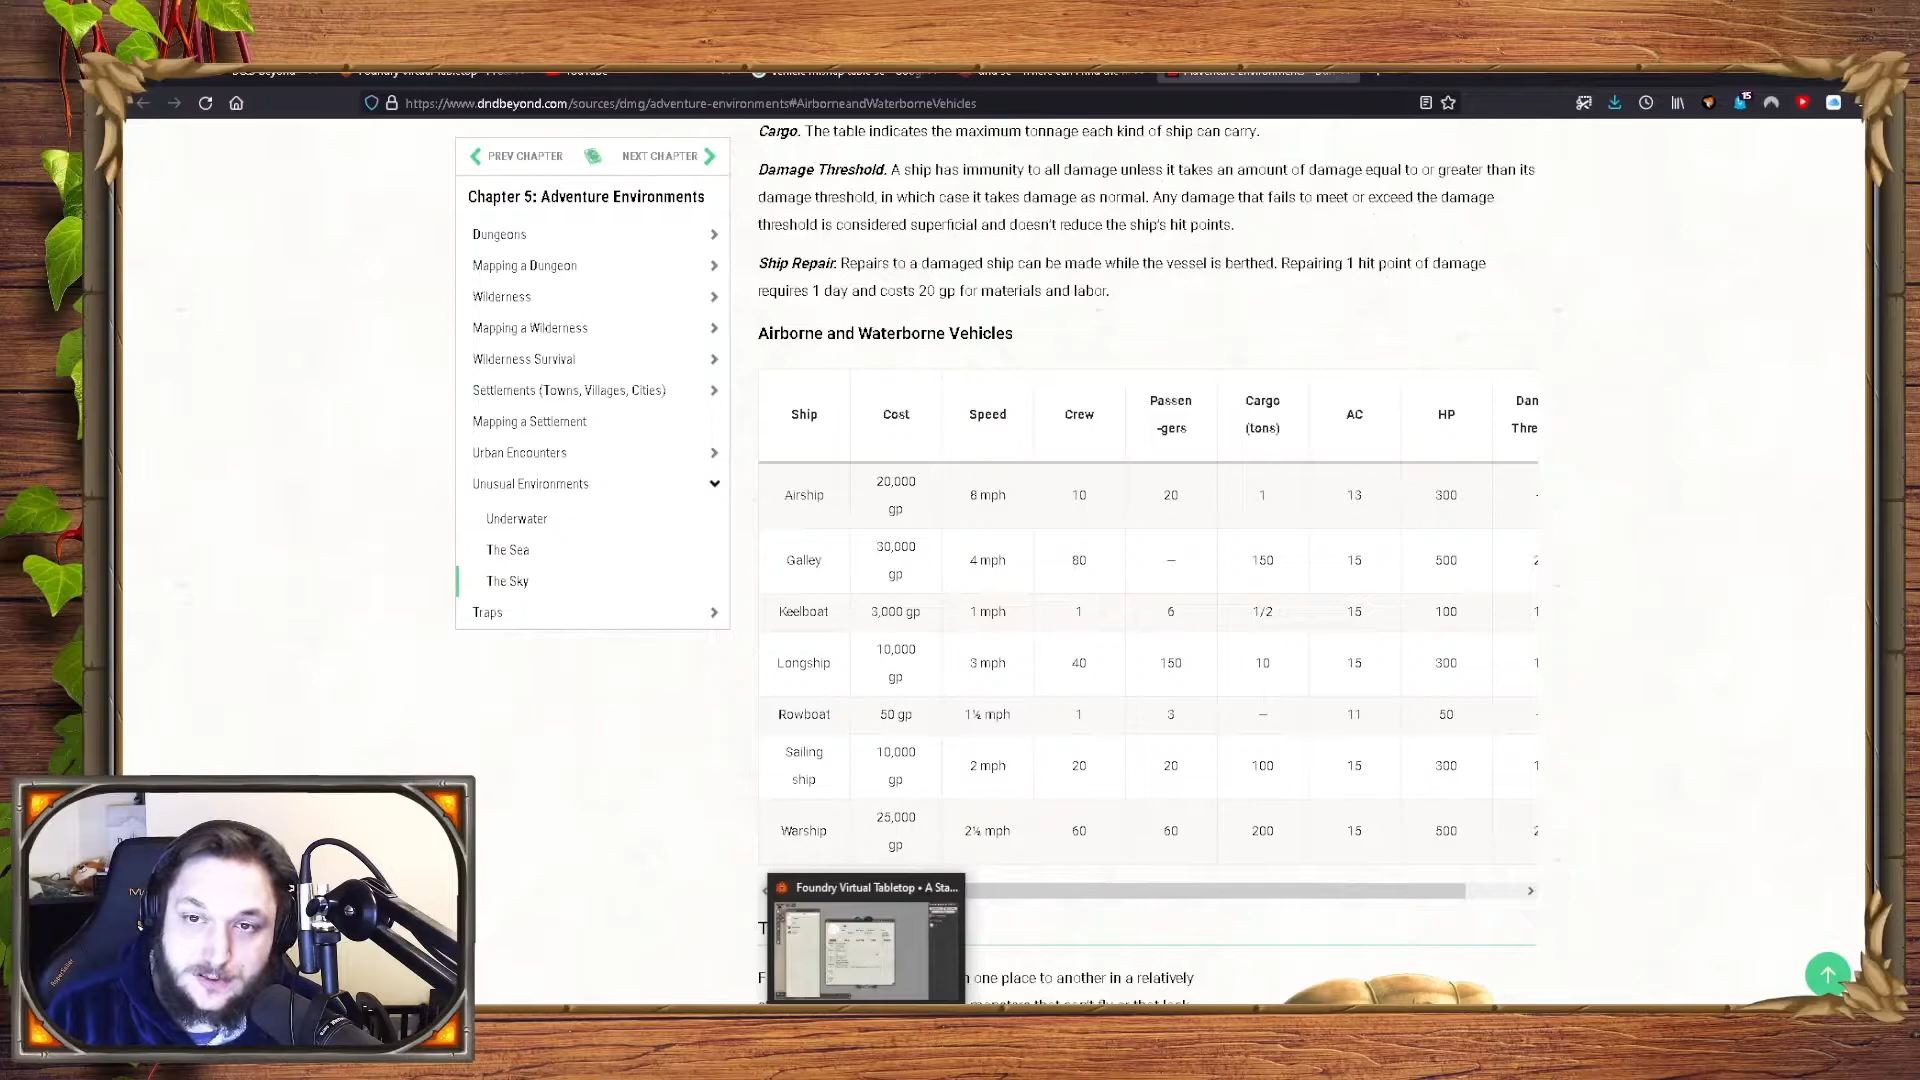 https://www.dndbeyond.com/sources/dmg/adventure-environments#AirborneandWaterborneVehicles
15
PREV CHAPTER
NEXT CHAPTER
Chapter 5: Adventure Environments
Dungeons
Mapping a Dungeon
Wilderness
Mapping a Wilderness
Wilderness Survival
Settlements (Towns, Villages, Cities)
Mapping a Settlement
Urban Encounters
Unusual Environments
Underwater
The Sea
The Sky
Traps
Cargo. The table indicates the maximum tonnage each kind of ship can carry.
Damage Threshold. A ship has immunity to all damage unless it takes an amount of damage equal to or greater than its
damage threshold, in which case it takes damage as normal. Any damage that fails to meet or exceed the damage
threshold is considered superficial and doesn't reduce the ship's hit points.
Ship Repair. Repairs to a damaged ship can be made while the vessel is berthed. Repairing 1 hit point of damage
requires 1 day and costs 20 gp for materials and labor.
Airborne and Waterborne Vehicles
Ship Cost Speed Crew Passen-gers Cargo (tons) AC HP Dan Thre
Airship 20,000 gp 8 mph 10 20 1 13 300
Galley 30,000 gp 4 mph 80 — 150 15 500
Keelboat 3,000 gp 1 mph 1 6 1/2 15 100 1
Longship 10,000 gp 3 mph 40 150 10 15 300 1
Rowboat 50 gp 1½ mph 1 3 — 11 50
Sailing ship 10,000 gp 2 mph 20 20 100 15 300 1
Warship 25,000 gp 2½ mph 60 60 200 15 500
Foundry Virtual Tabletop • A Sta...
one place to another in a relatively